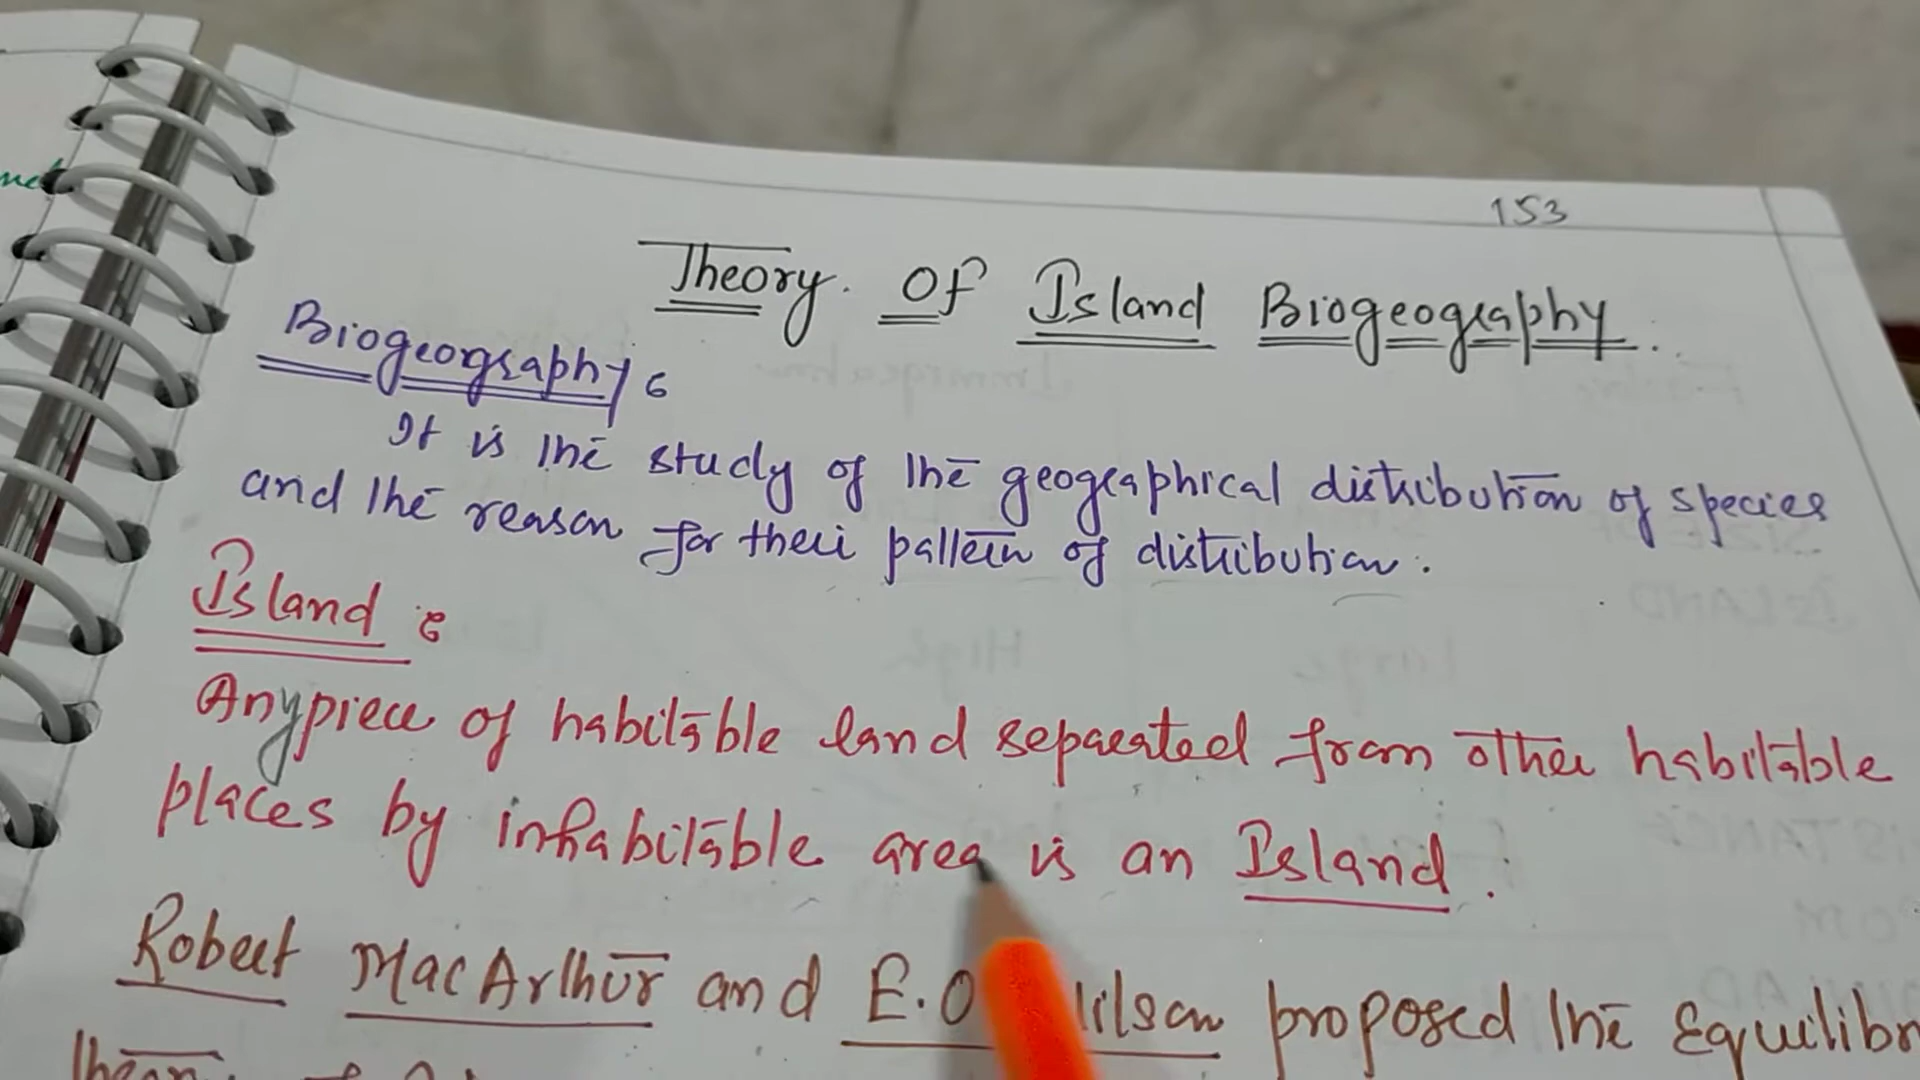 153
Theory. Of Island Biogeography.
Biogeography :
It is the study of the geographical distribution of species
and the reason for their pattern of distribution.
Island :
Any piece of habitable land separated from other habitable
places by inhabitable area is an Island.
Robert MacArthur and E.O Wilson proposed the Equilibr